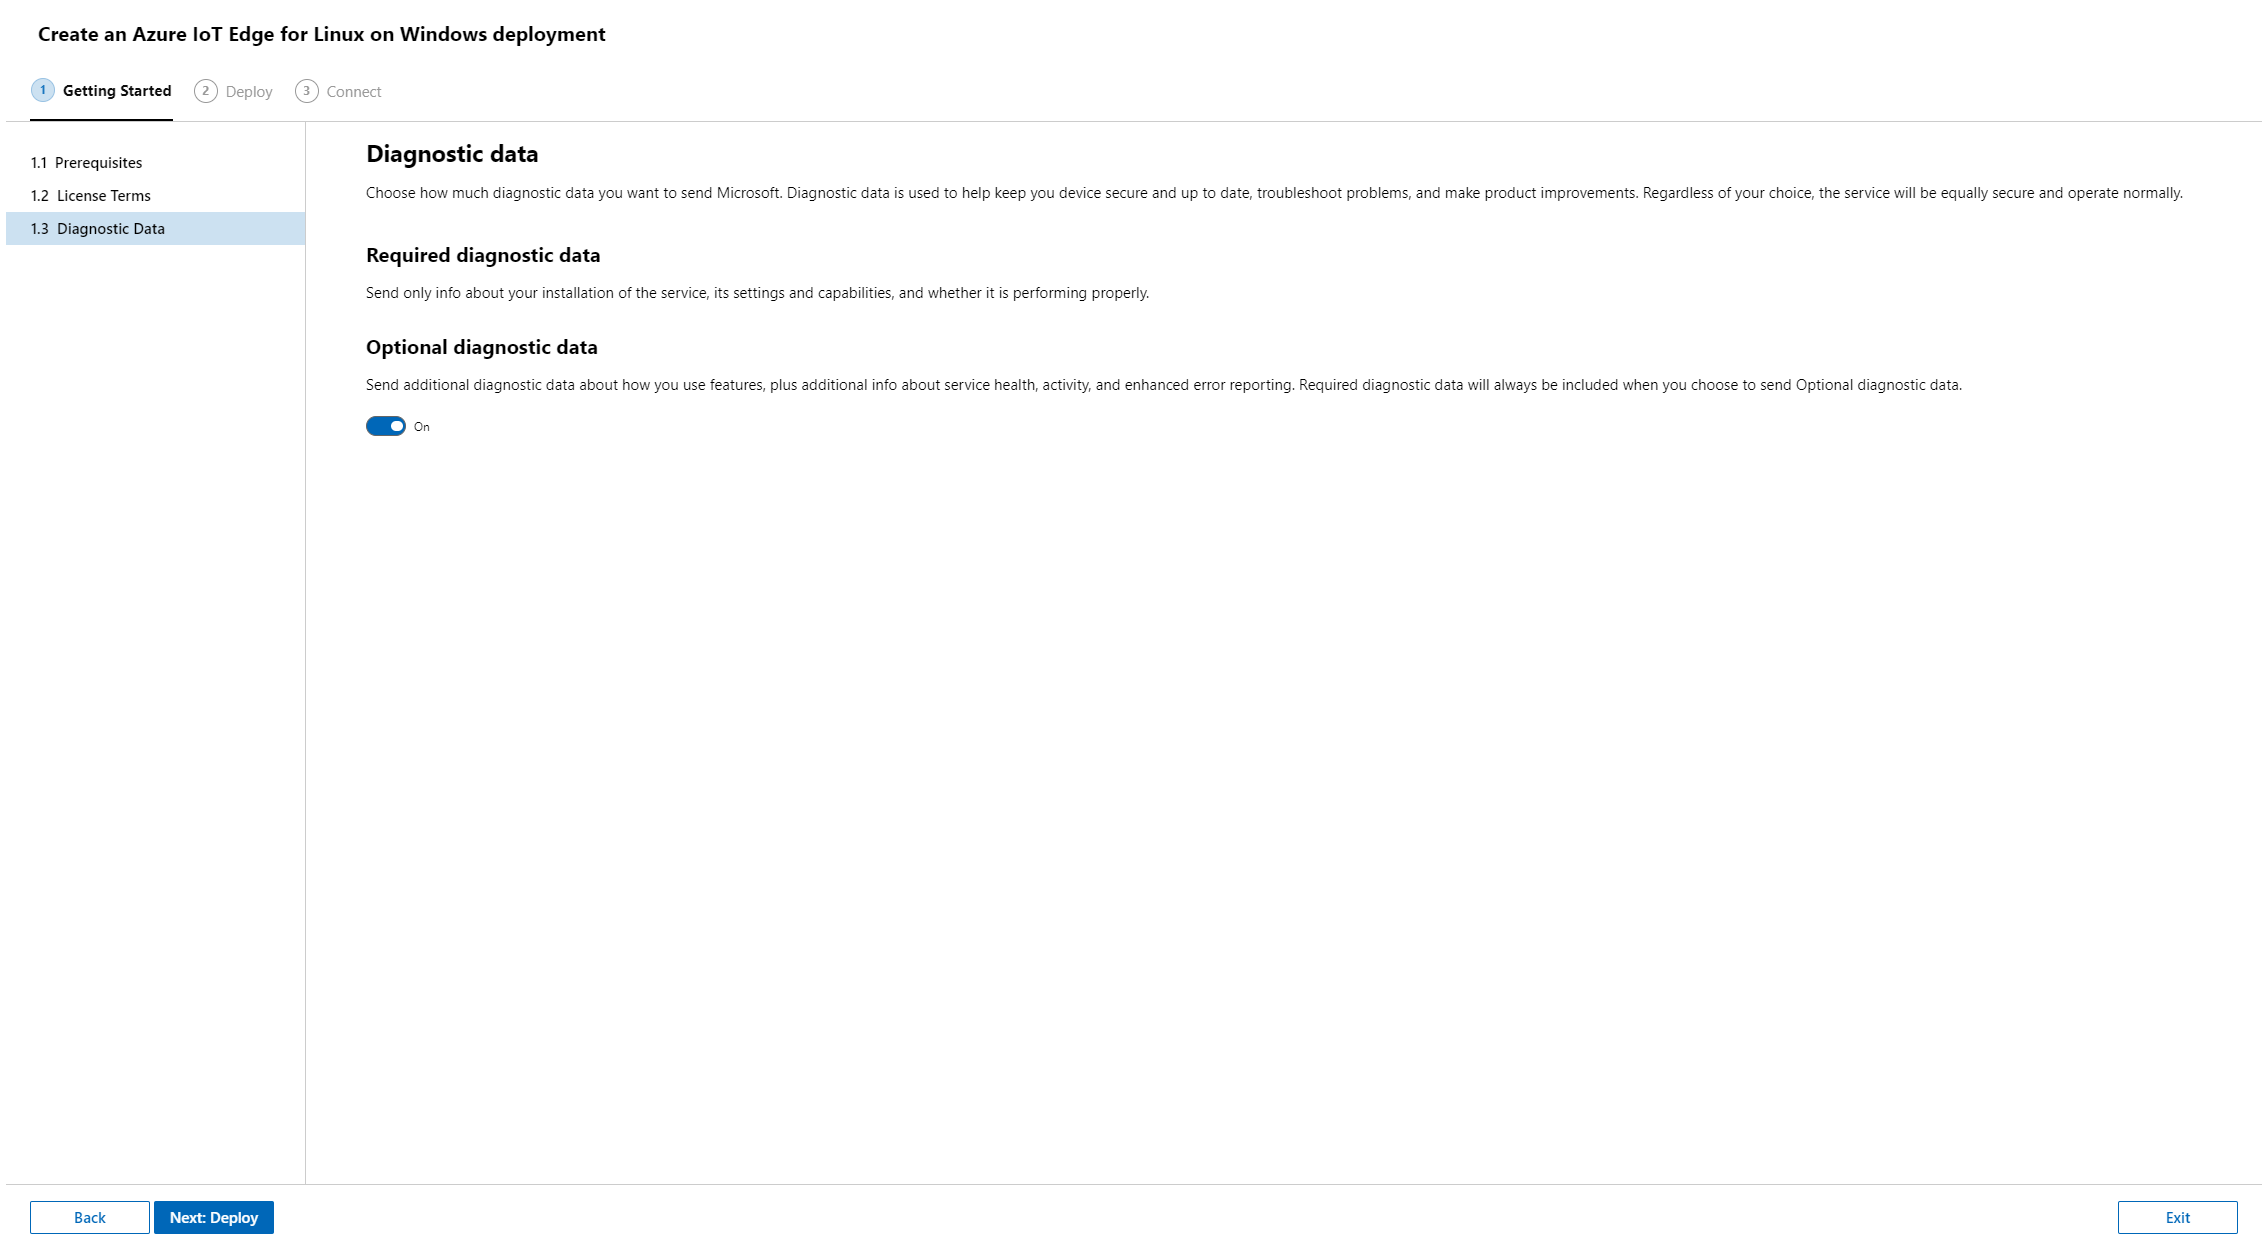 Create an Azure IoT Edge for Linux on Windows deployment
1 Getting Started 2 Deploy 3 Connect
1.1 Prerequisites
1.2 License Terms
1.3 Diagnostic Data
Diagnostic data
Choose how much diagnostic data you want to send Microsoft. Diagnostic data is used to help keep you device secure and up to date, troubleshoot problems, and make product improvements. Regardless of your choice, the service will be equally secure and operate normally.
Required diagnostic data
Send only info about your installation of the service, its settings and capabilities, and whether it is performing properly.
Optional diagnostic data
Send additional diagnostic data about how you use features, plus additional info about service health, activity, and enhanced error reporting. Required diagnostic data will always be included when you choose to send Optional diagnostic data.
On
Back Next: Deploy Exit